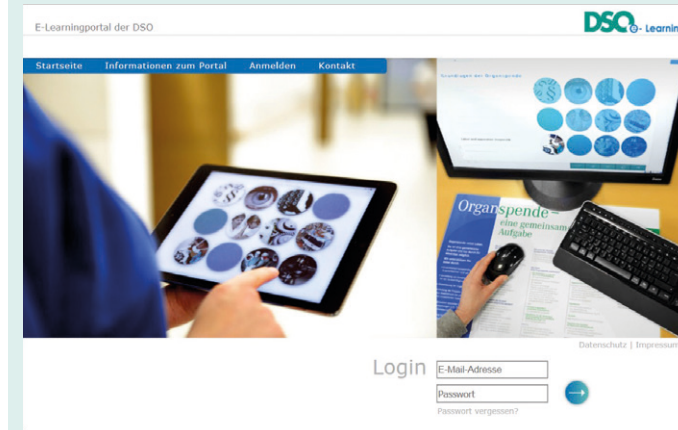 E-Learningportal der DSO
DSO e- Learnin
Startseite Informationen zum Portal Anmelden Kontakt
Organspende –
eine gemeinsam
Aufgabe
Datenschutz | Impressum
Login
E-Mail-Adresse
Passwort
Passwort vergessen?